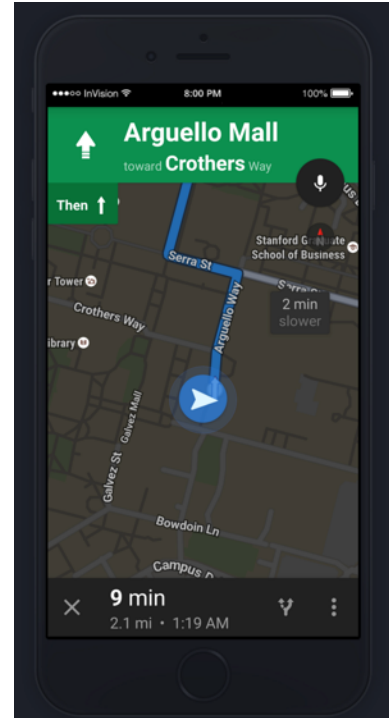 InVision
8:00 PM
100%
Arguello Mall
toward Crothers Way
Then
Serra St
Stanford Graduate
School of Business
r Tower
Serra
2 min
slower
Crothers Way
Arguello Way
ibrary
Galvez Mall
Galvez St
Bowdoin Ln
Campus D
9 min
2.1 mi • 1:19 AM